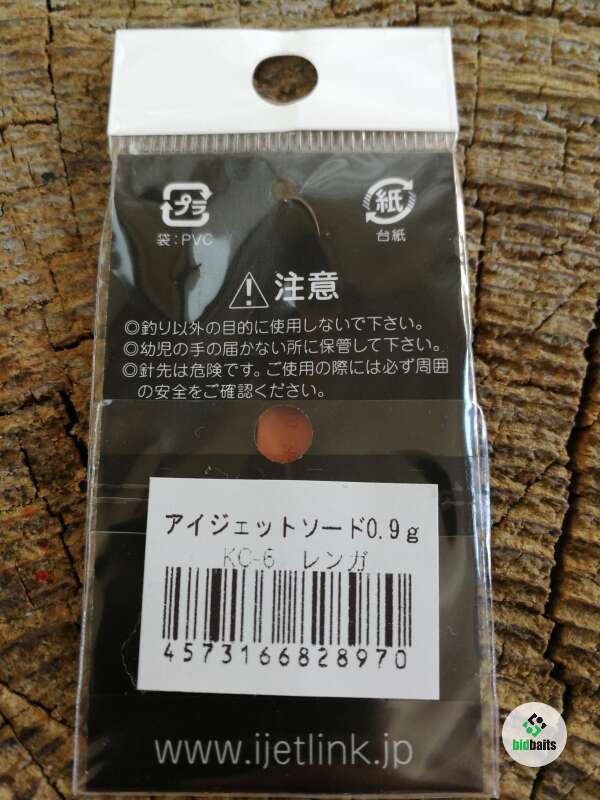 プラ
紙
袋：PVC
台紙
注意
◎釣り以外の目的に使用しないで下さい。
◎幼児の手の届かない所に保管して下さい。
◎針先は危険です。ご使用の際には必ず周囲
の安全をご確認ください。
アイジェットソード0.9g
KC-6 レンガ
4573166828970
www.ijetlink.jp
bidbaits